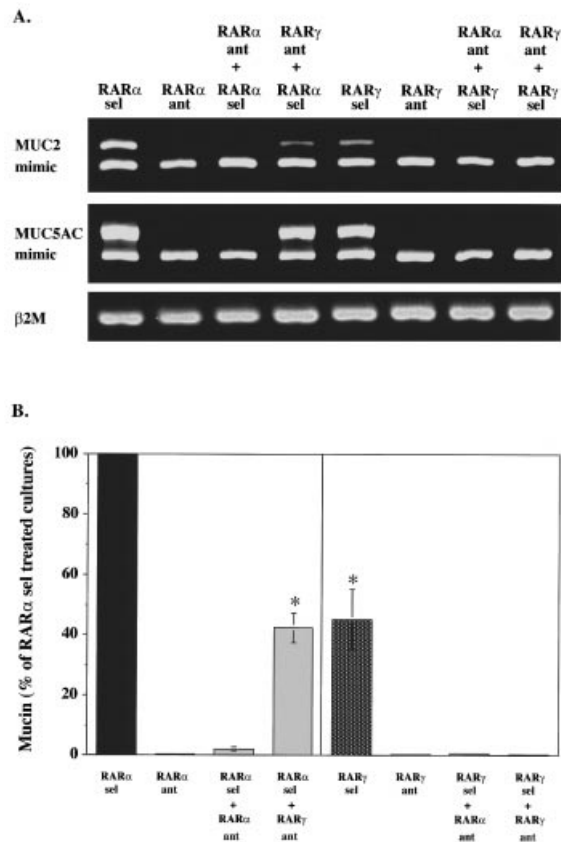 A.
RARα RARγ RARα RARγ
ant ant ant ant
+ + + +
RARα RARα RARα RARα RARγ RARγ RARγ RARγ
sel ant sel sel sel ant sel sel
MUC2
mimic
MUC5AC
mimic
β2M
B.
Mucin (% of RARα sel treated cultures)
100
80
60
40
20
0
* *
RARα RARα RARα RARα RARγ RARγ RARγ RARγ
sel ant sel sel sel ant sel sel
+ + + +
RARα RARγ RARα RARγ
ant ant ant ant